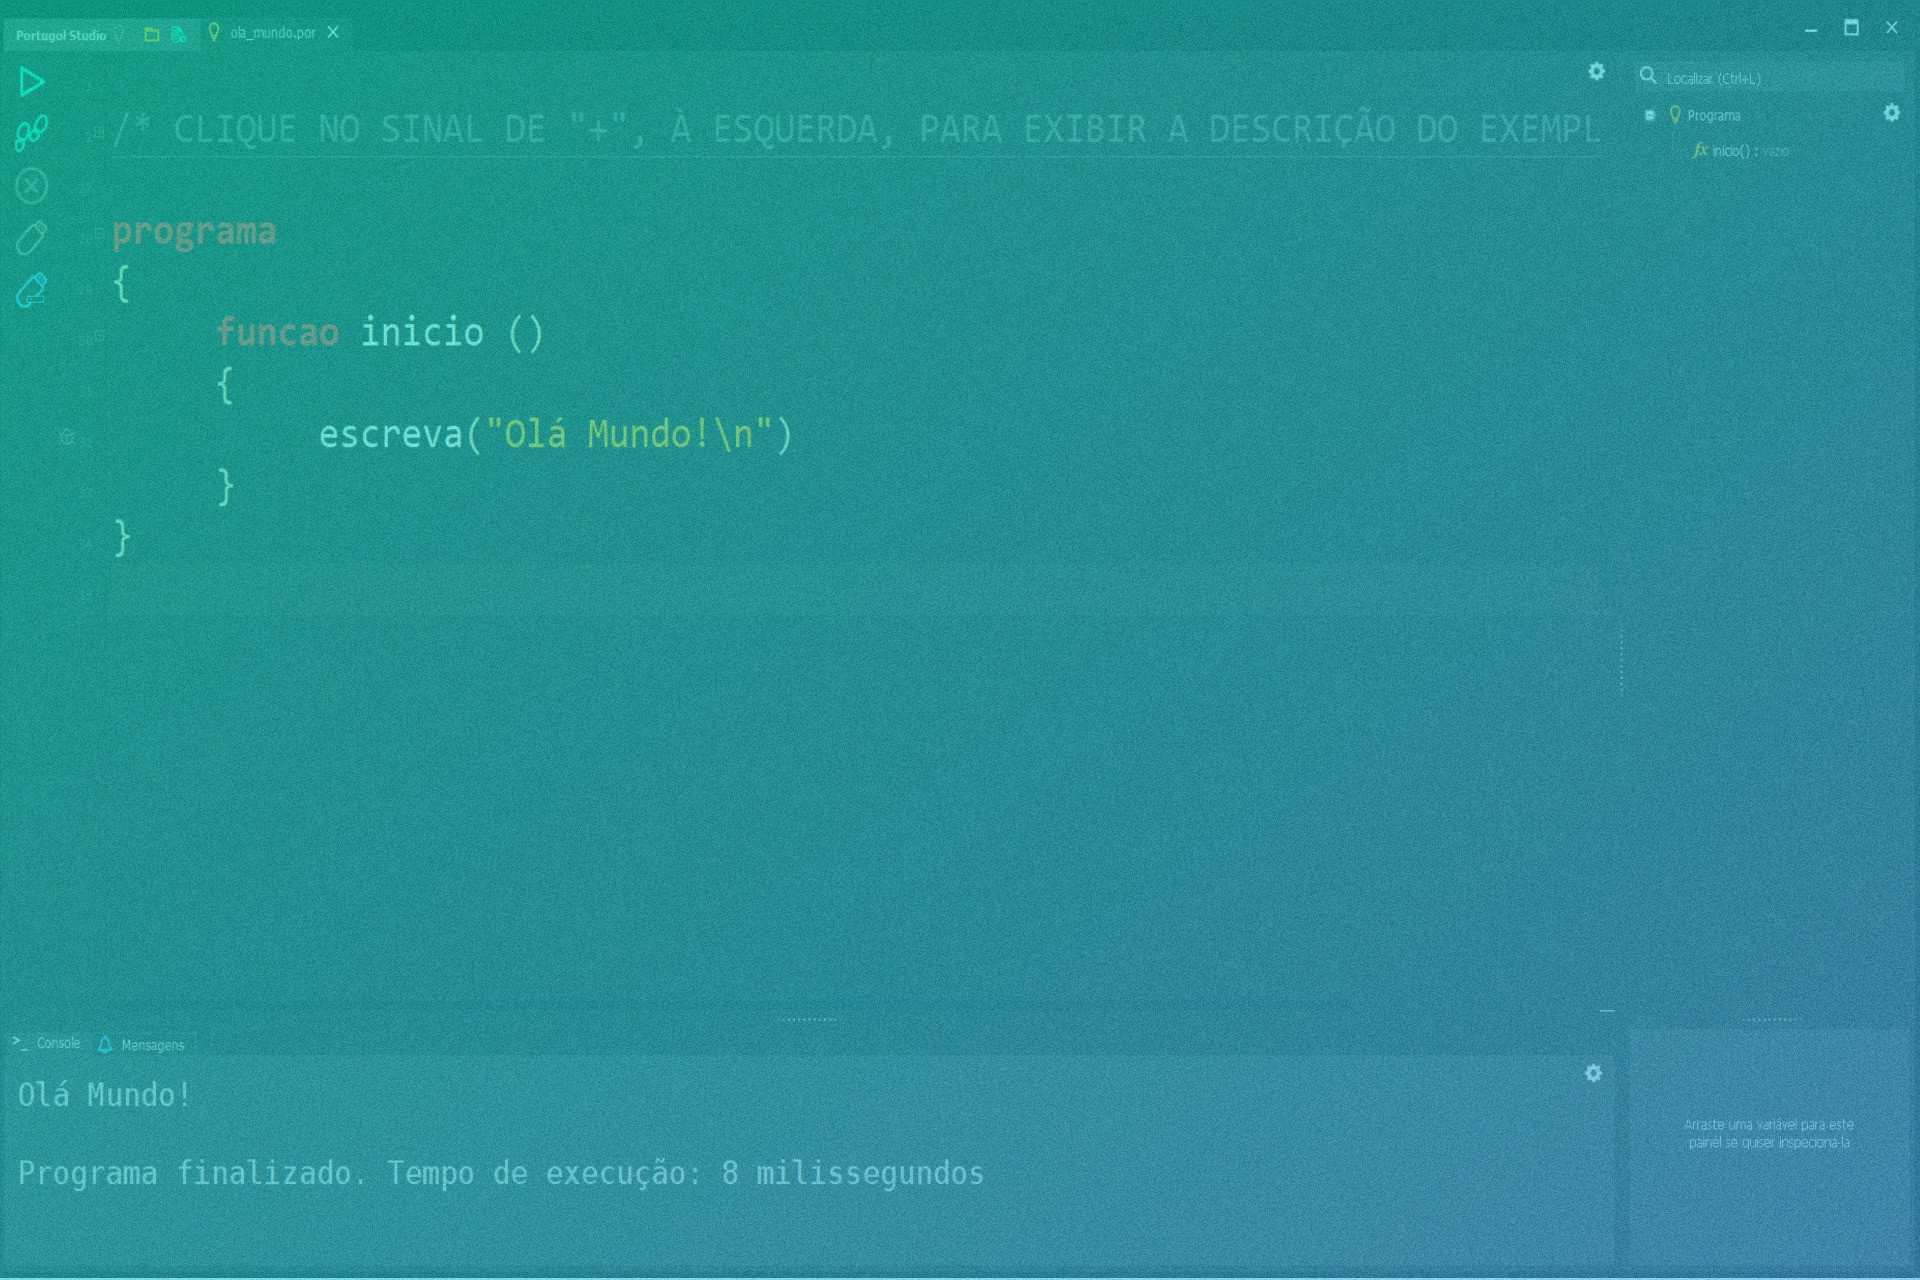 Portugol Studio
ola_mundo.por
Localizar (Ctrl+L)
Programa
fx inicio() : vazio
/* CLIQUE NO SINAL DE "+", À ESQUERDA, PARA EXIBIR A DESCRIÇÃO DO EXEMPL
programa
{
funcao inicio ()
{
escreva("Olá Mundo!\n")
}
}
>_ Console
Mensagens
Olá Mundo!
Programa finalizado. Tempo de execução: 8 milissegundos
Arraste uma variável para este
painel se quiser inspecioná-la